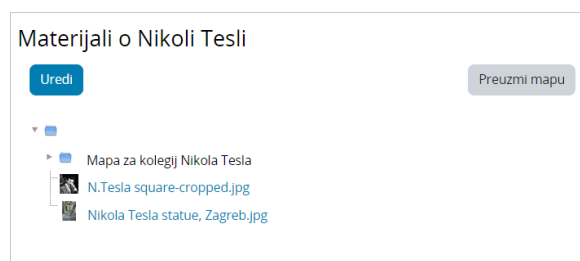 Materijali o Nikoli Tesli
Uredi
Preuzmi mapu
Mapa za kolegij Nikola Tesla
N.Tesla square-cropped.jpg
Nikola Tesla statue, Zagreb.jpg